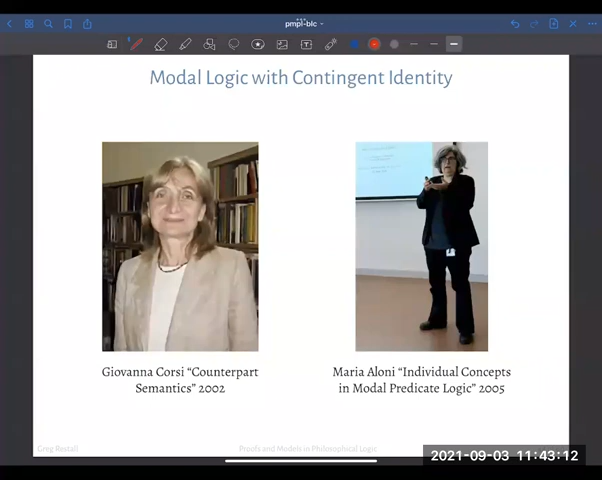 pmpl-blc
Modal Logic with Contingent Identity
Giovanna Corsi “Counterpart
Semantics” 2002
Maria Aloni “Individual Concepts
in Modal Predicate Logic” 2005
Greg Restall
Proofs and Models in Philosophical Logic
2021-09-03 11:43:12